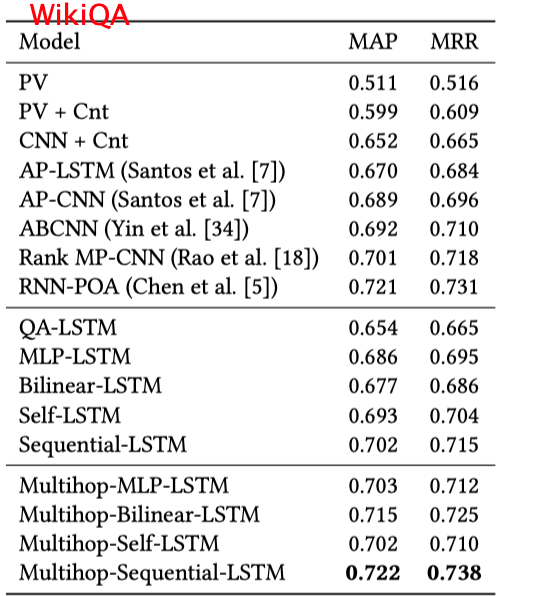 WikiQA
Model MAP MRR
PV 0.511 0.516
PV + Cnt 0.599 0.609
CNN + Cnt 0.652 0.665
AP-LSTM (Santos et al. [7]) 0.670 0.684
AP-CNN (Santos et al. [7]) 0.689 0.696
ABCNN (Yin et al. [34]) 0.692 0.710
Rank MP-CNN (Rao et al. [18]) 0.701 0.718
RNN-POA (Chen et al. [5]) 0.721 0.731
QA-LSTM 0.654 0.665
MLP-LSTM 0.686 0.695
Bilinear-LSTM 0.677 0.686
Self-LSTM 0.693 0.704
Sequential-LSTM 0.702 0.715
Multihop-MLP-LSTM 0.703 0.712
Multihop-Bilinear-LSTM 0.715 0.725
Multihop-Self-LSTM 0.702 0.710
Multihop-Sequential-LSTM 0.722 0.738